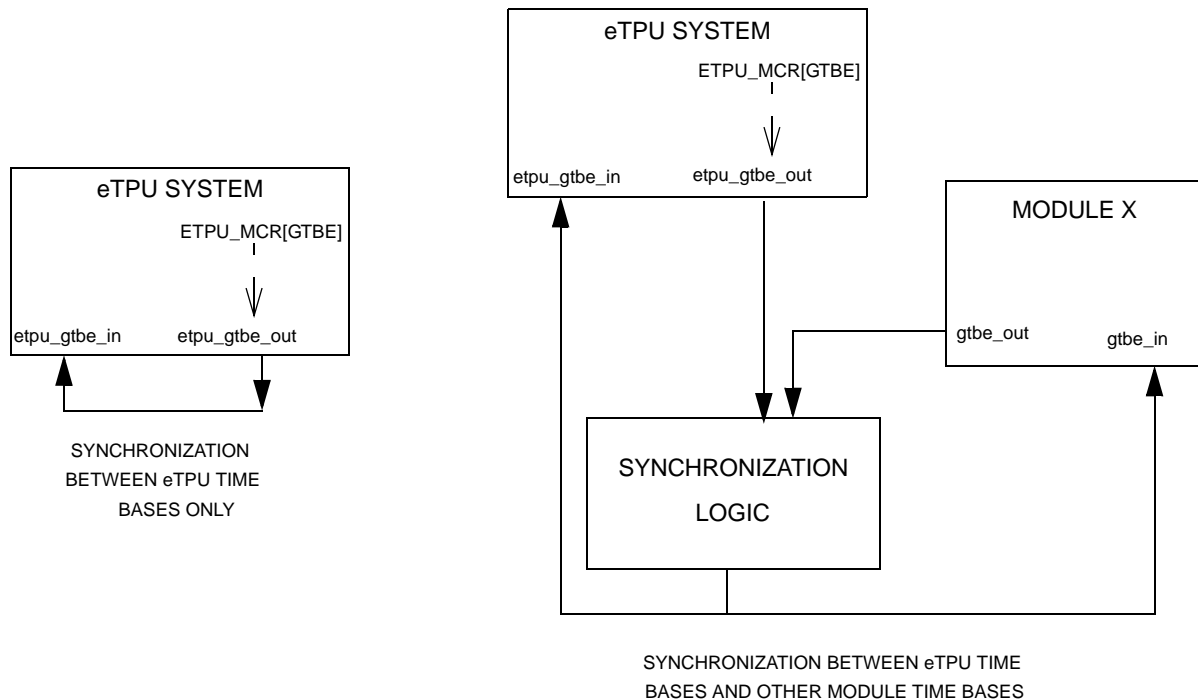 eTPU SYSTEM
ETPU_MCR[GTBE]
etpu_gtbe_in
etpu_gtbe_out
SYNCHRONIZATION
BETWEEN eTPU TIME
BASES ONLY
eTPU SYSTEM
ETPU_MCR[GTBE]
etpu_gtbe_in
etpu_gtbe_out
MODULE X
gtbe_out
gtbe_in
SYNCHRONIZATION
LOGIC
SYNCHRONIZATION BETWEEN eTPU TIME
BASES AND OTHER MODULE TIME BASES